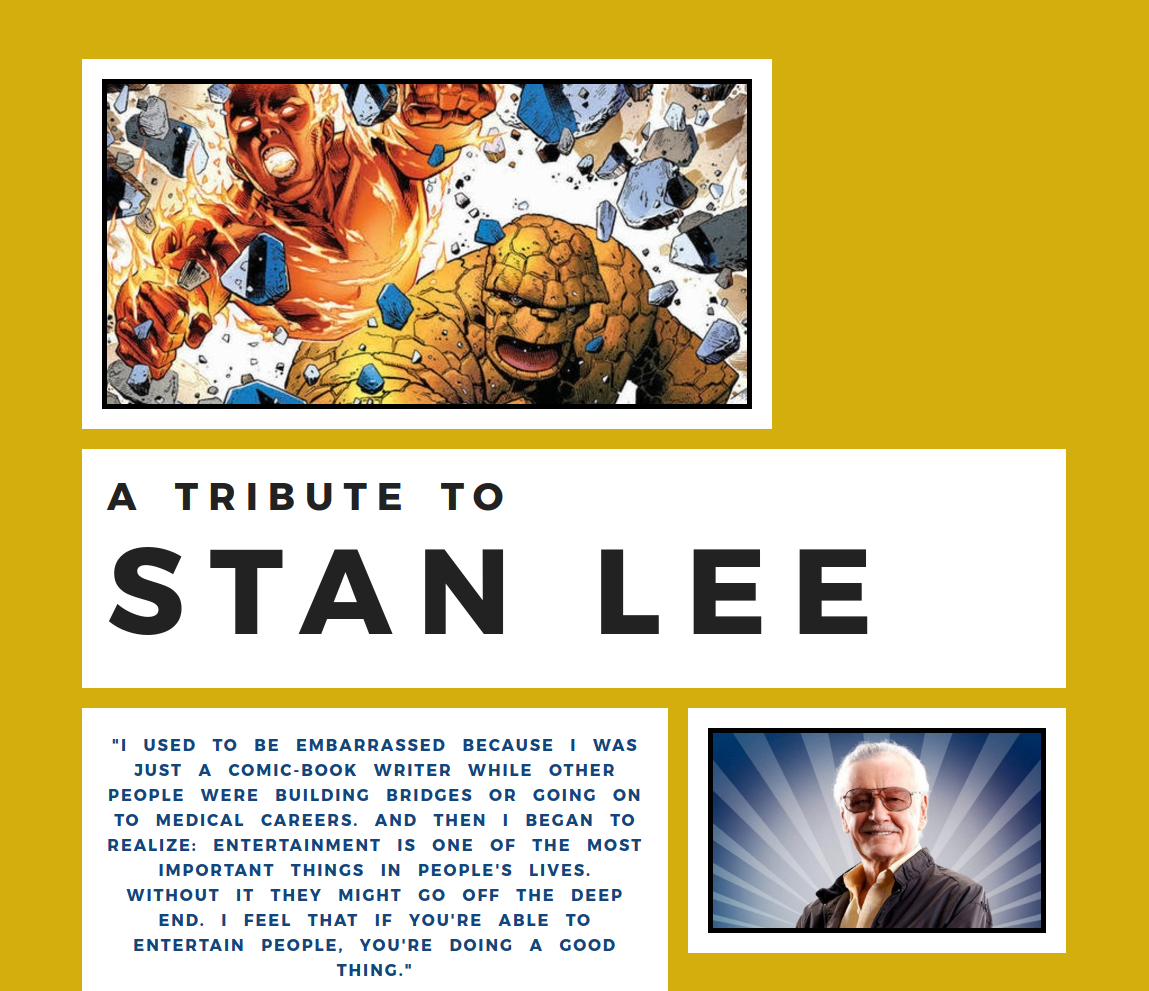 A TRIBUTE TO
STAN LEE
"I USED TO BE EMBARRASSED BECAUSE I WAS
JUST A COMIC-BOOK WRITER WHILE OTHER
PEOPLE WERE BUILDING BRIDGES OR GOING ON
TO MEDICAL CAREERS. AND THEN I BEGAN TO
REALIZE: ENTERTAINMENT IS ONE OF THE MOST
IMPORTANT THINGS IN PEOPLE'S LIVES.
WITHOUT IT THEY MIGHT GO OFF THE DEEP
END. I FEEL THAT IF YOU'RE ABLE TO
ENTERTAIN PEOPLE, YOU'RE DOING A GOOD
THING."